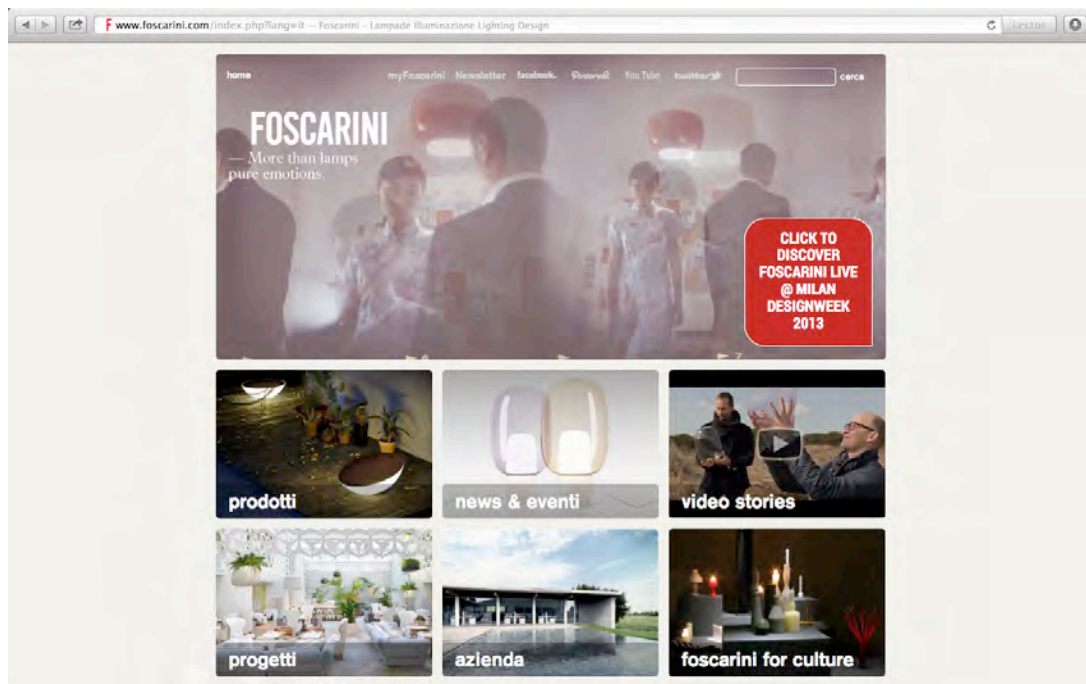 www.foscarini.com/index.php?lang=it — Foscarini - Lampade Illuminazione Lighting Design
Lector
home myFoscarini Newsletter facebook. Pinterest YouTube twitter cerca
FOSCARINI
— More than lamps
pure emotions.
CLICK TO
DISCOVER
FOSCARINI LIVE
@ MILAN
DESIGNWEEK
2013
prodotti
news & eventi
video stories
progetti
azienda
foscarini for culture